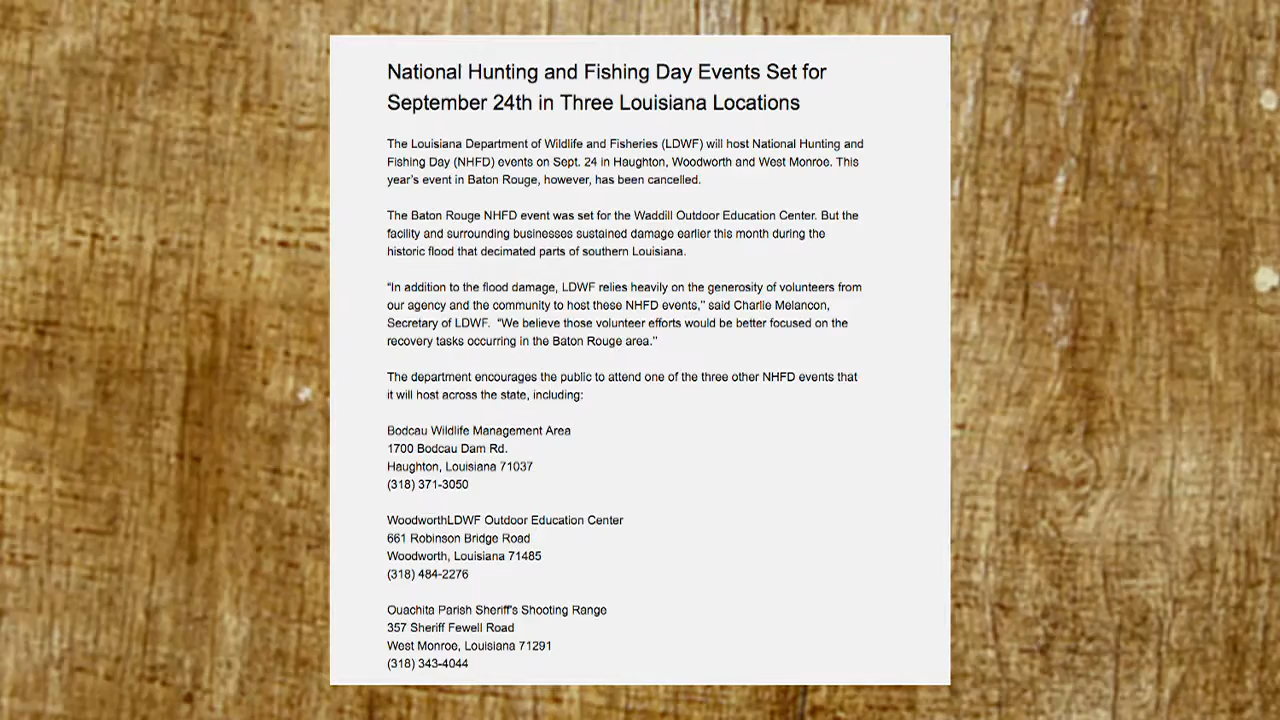 National Hunting and Fishing Day Events Set for
September 24th in Three Louisiana Locations
The Louisiana Department of Wildlife and Fisheries (LDWF) will host National Hunting and
Fishing Day (NHFD) events on Sept. 24 in Haughton, Woodworth and West Monroe. This
year's event in Baton Rouge, however, has been cancelled.
The Baton Rouge NHFD event was set for the Waddill Outdoor Education Center. But the
facility and surrounding businesses sustained damage earlier this month during the
historic flood that decimated parts of southern Louisiana.
“In addition to the flood damage, LDWF relies heavily on the generosity of volunteers from
our agency and the community to host these NHFD events,” said Charlie Melancon,
Secretary of LDWF.  “We believe those volunteer efforts would be better focused on the
recovery tasks occurring in the Baton Rouge area.”
The department encourages the public to attend one of the three other NHFD events that
it will host across the state, including:
Bodcau Wildlife Management Area
1700 Bodcau Dam Rd.
Haughton, Louisiana 71037
(318) 371-3050
WoodworthLDWF Outdoor Education Center
661 Robinson Bridge Road
Woodworth, Louisiana 71485
(318) 484-2276
Ouachita Parish Sheriff's Shooting Range
357 Sheriff Fewell Road
West Monroe, Louisiana 71291
(318) 343-4044